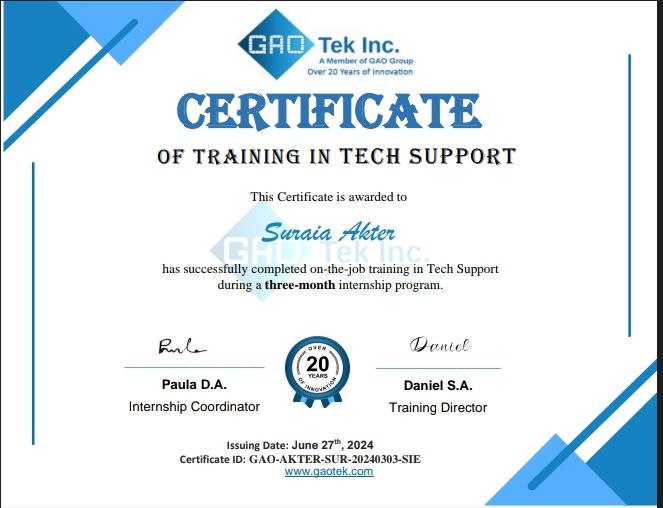 GAO Tek Inc.
A Member of GAO Group
Over 20 Years of Innovation
CERTIFICATE
OF TRAINING IN TECH SUPPORT
This Certificate is awarded to
Suraia Akter
GAO Tek Inc.
has successfully completed on-the-job training in Tech Support
during a three-month internship program.
Paula
Daniel
OVER
20
YEARS
OF INNOVATION
Paula D.A.
Daniel S.A.
Internship Coordinator
Training Director
Issuing Date: June 27th, 2024
Certificate ID: GAO-AKTER-SUR-20240303-SIE
www.gaotek.com